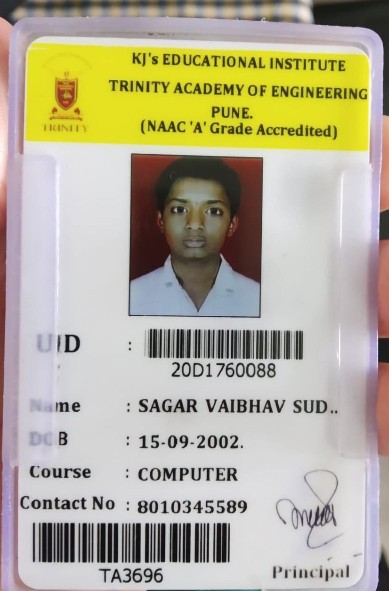 KJ's EDUCATIONAL INSTITUTE
TRINITY ACADEMY OF ENGINEERING
PUNE.
(NAAC 'A' Grade Accredited)
TRINITY
UID :
20D1760088
Name : SAGAR VAIBHAV SUD..
DOB : 15-09-2002.
Course : COMPUTER
Contact No : 8010345589
TA3696
Principal